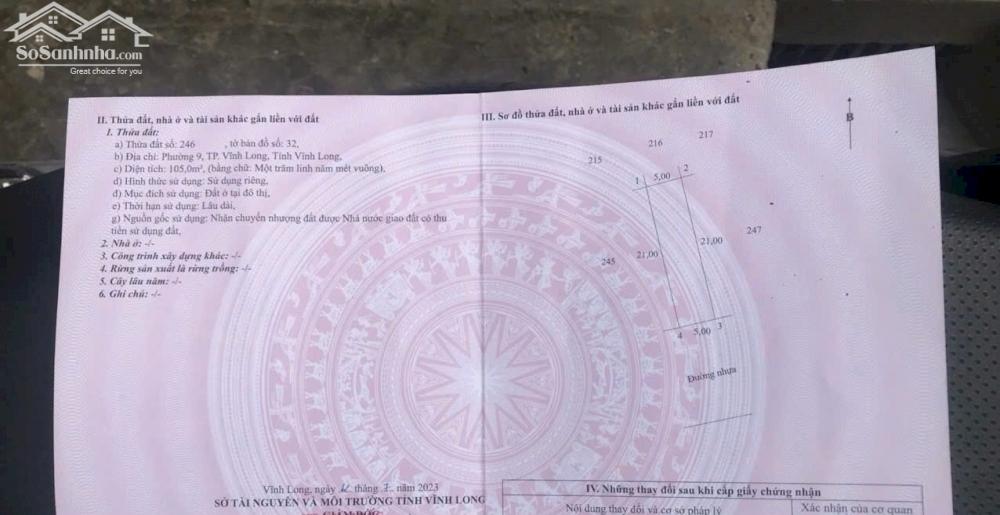 SoSanhnha.com
Great choice for you
II. Thửa đất, nhà ở và tài sản khác gắn liền với đất
1. Thửa đất:
a) Thửa đất số: 246 , tờ bản đồ số: 32,
b) Địa chỉ: Phường 9, TP. Vĩnh Long, Tỉnh Vĩnh Long,
c) Diện tích: 105,0m², (bằng chữ: Một trăm linh năm mét vuông),
d) Hình thức sử dụng: Sử dụng riêng,
đ) Mục đích sử dụng: Đất ở tại đô thị,
e) Thời hạn sử dụng: Lâu dài,
g) Nguồn gốc sử dụng: Nhận chuyển nhượng đất được Nhà nước giao đất có thu
tiền sử dụng đất,
2. Nhà ở: -/-
3. Công trình xây dựng khác: -/-
4. Rừng sản xuất là rừng trồng: -/-
5. Cây lâu năm: -/-
6. Ghi chú: -/-
Vĩnh Long, ngày tháng năm 2023
SỞ TÀI NGUYÊN VÀ MÔI TRƯỜNG TỈNH VĨNH LONG
GIÁM ĐỐC
III. Sơ đồ thửa đất, nhà ở và tài sản khác gắn liền với đất
B
217
216
215
1 5,00 2
247
21,00
21,00
245
4 5,00 3
Đường nhựa
IV. Những thay đổi sau khi cấp giấy chứng nhận
Nội dung thay đổi và cơ sở pháp lý
Xác nhận của cơ quan